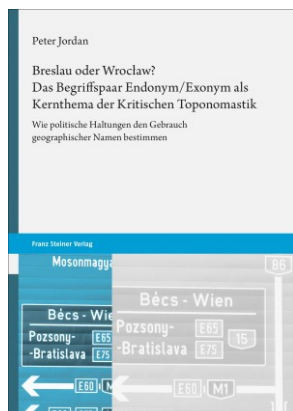 Peter Jordan
Breslau oder Wrocław?
Das Begriffspaar Endonym/Exonym als
Kernthema der Kritischen Toponomastik
Wie politische Haltungen den Gebrauch
geographischer Namen bestimmen
Franz Steiner Verlag
Mosonmagya
86
Bécs - Wie
Pozsony- E65
-Bratislava E75
E60 M
Bécs - Wien
Pozsony- E65 15
-Bratislava E75
E60 M1